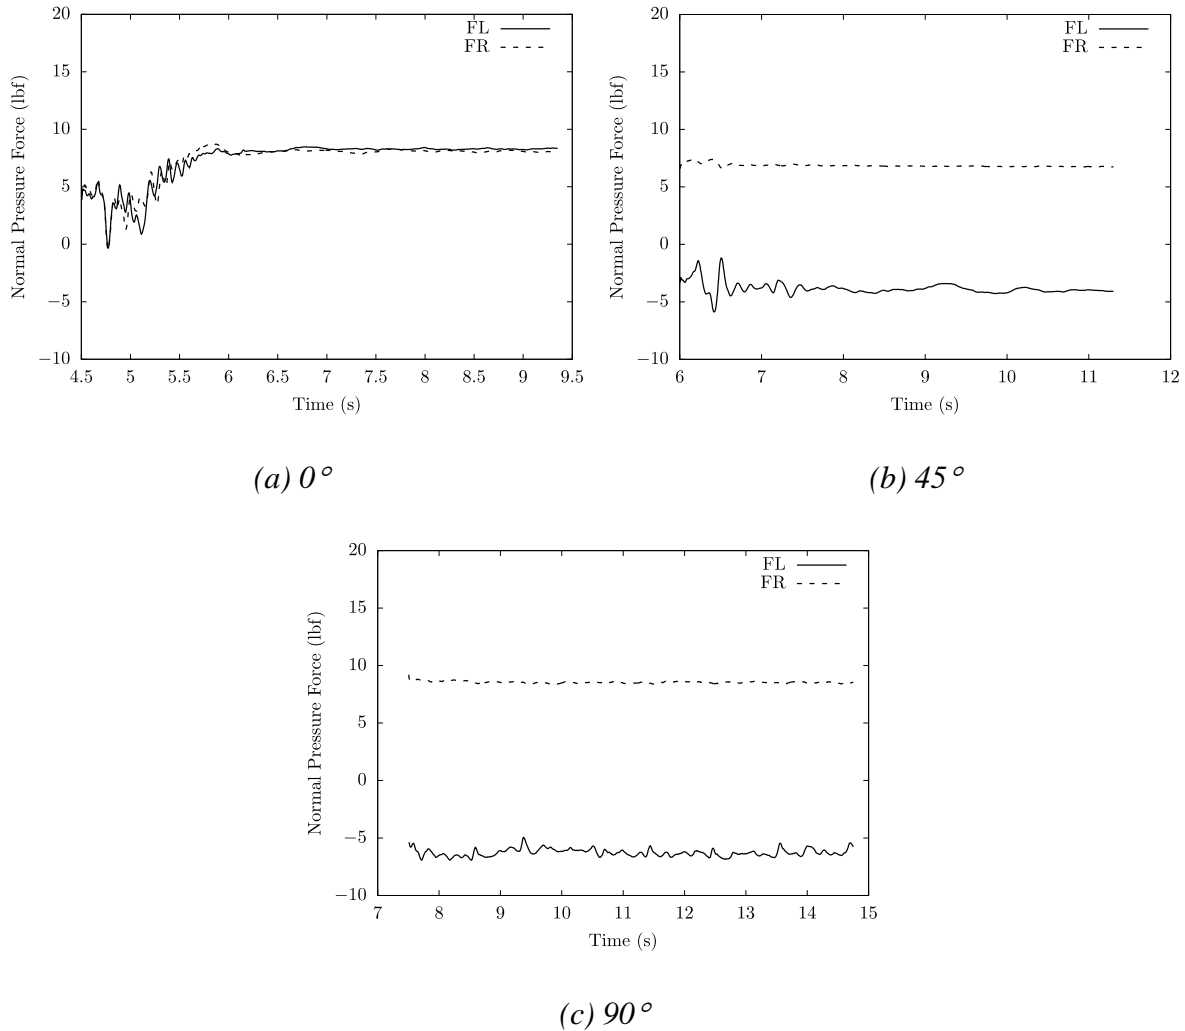 20
15
10
5
0
−5
−10
4.5 5 5.5 6 6.5 7 7.5 8 8.5 9 9.5
Normal Pressure Force (lbf)
Time (s)
FL
FR
(a) 0°
20
15
10
5
0
−5
−10
6 7 8 9 10 11 12
Normal Pressure Force (lbf)
Time (s)
FL
FR
(b) 45°
20
15
10
5
0
−5
−10
7 8 9 10 11 12 13 14 15
Normal Pressure Force (lbf)
Time (s)
FL
FR
(c) 90°